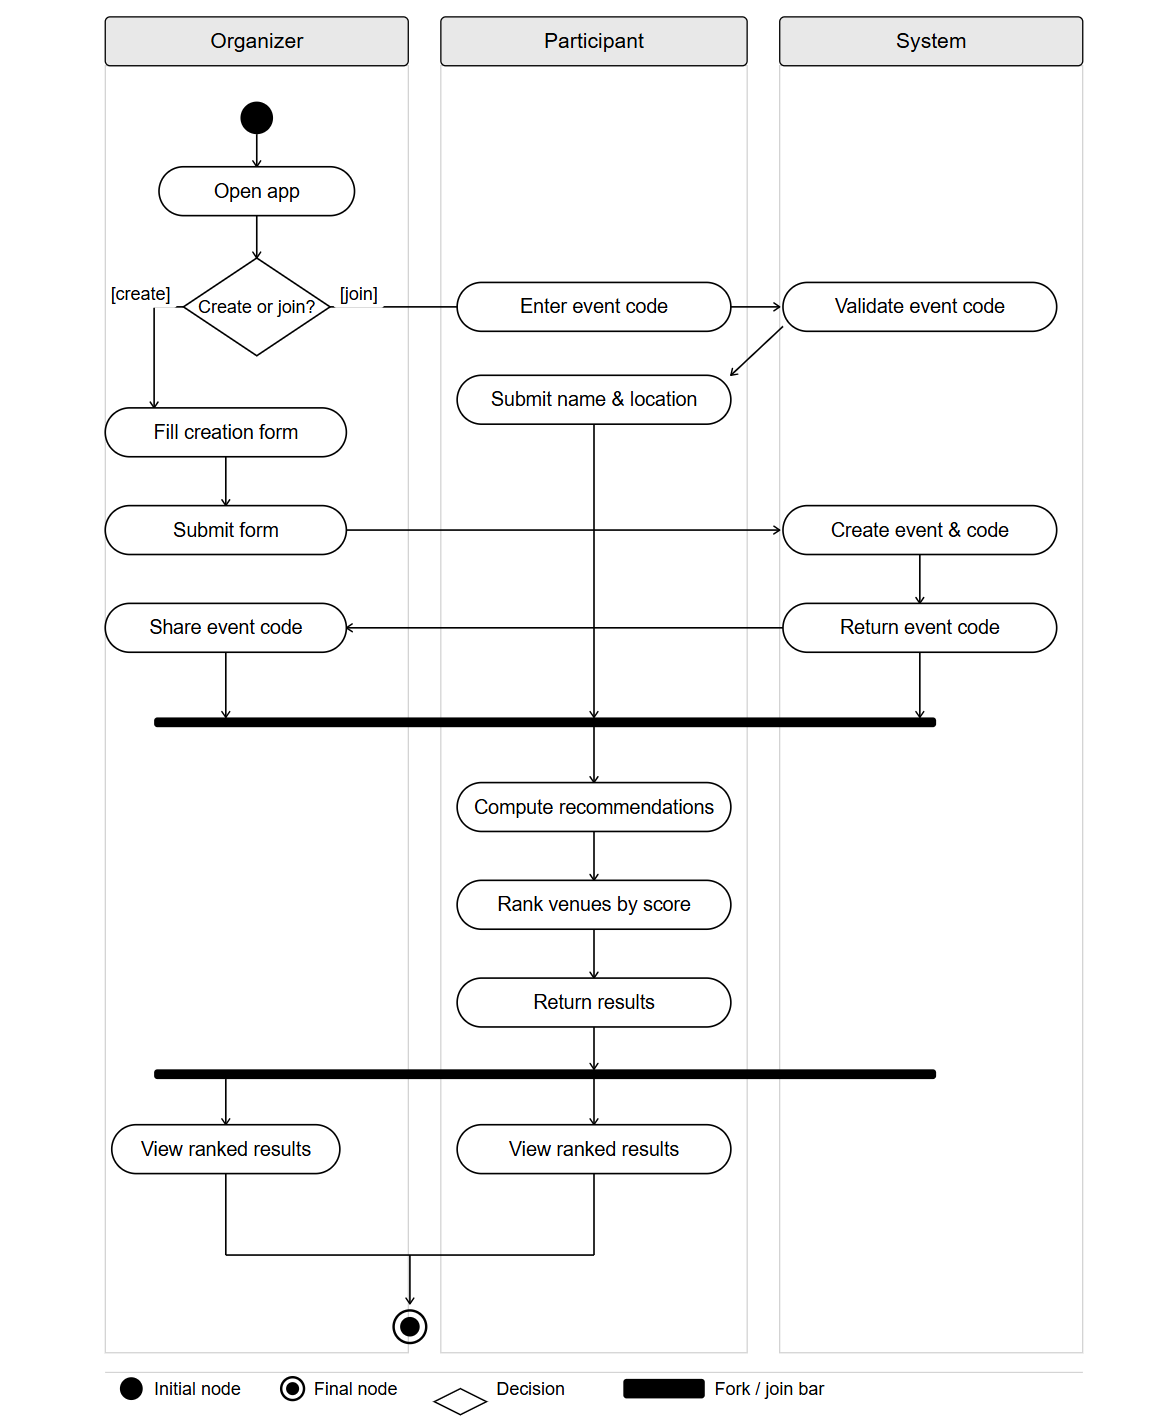 Organizer
Participant
System
Open app
[create]
Create or join?
[join]
Enter event code
Validate event code
Submit name & location
Fill creation form
Submit form
Create event & code
Share event code
Return event code
Compute recommendations
Rank venues by score
Return results
View ranked results
View ranked results
Initial node
Final node
Decision
Fork / join bar